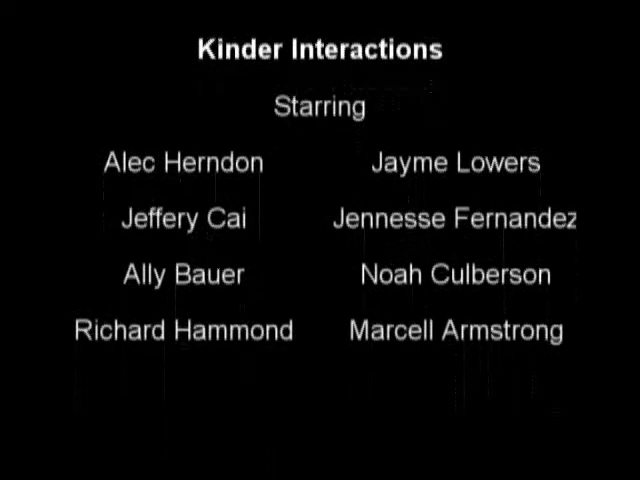 Kinder Interactions
Starring
Alec Herndon Jayme Lowers
Jeffery Cai Jennesse Fernandez
Ally Bauer Noah Culberson
Richard Hammond Marcell Armstrong